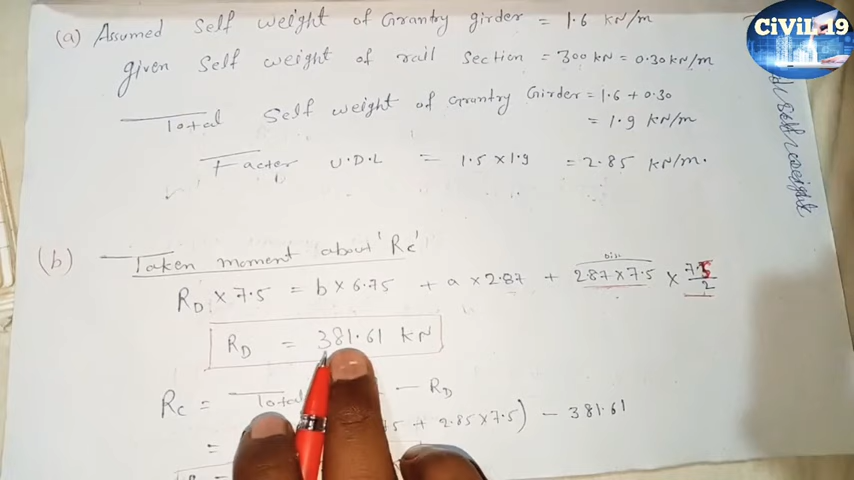 CiViL 19
(a) Assumed Self weight of Grantry girder = 1.6 kN/m
given Self weight of rail section = 300 kN = 0.30 kN/m
Total Self weight of Grantry Girder = 1.6 + 0.30
= 1.9 kN/m
Factor U.D.L = 1.5 x 1.9 = 2.85 kN/m.
(b) Taken moment about 'Rc'
RD x 7.5 = b x 6.75 + a x 2.87 + 2.87 x 7.5 x 7.5/2
RD = 381.61 kN
Rc = Total — RD
= 75 + 2.85 x 7.5) - 381.61